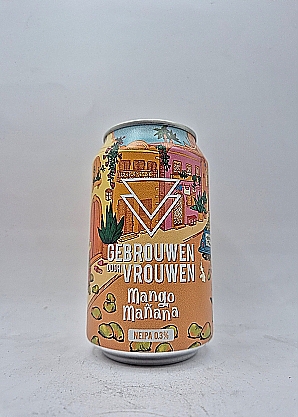 GEBROUWEN
DOOR VROUWEN
Mango
Mañana
NEIPA 0.3%